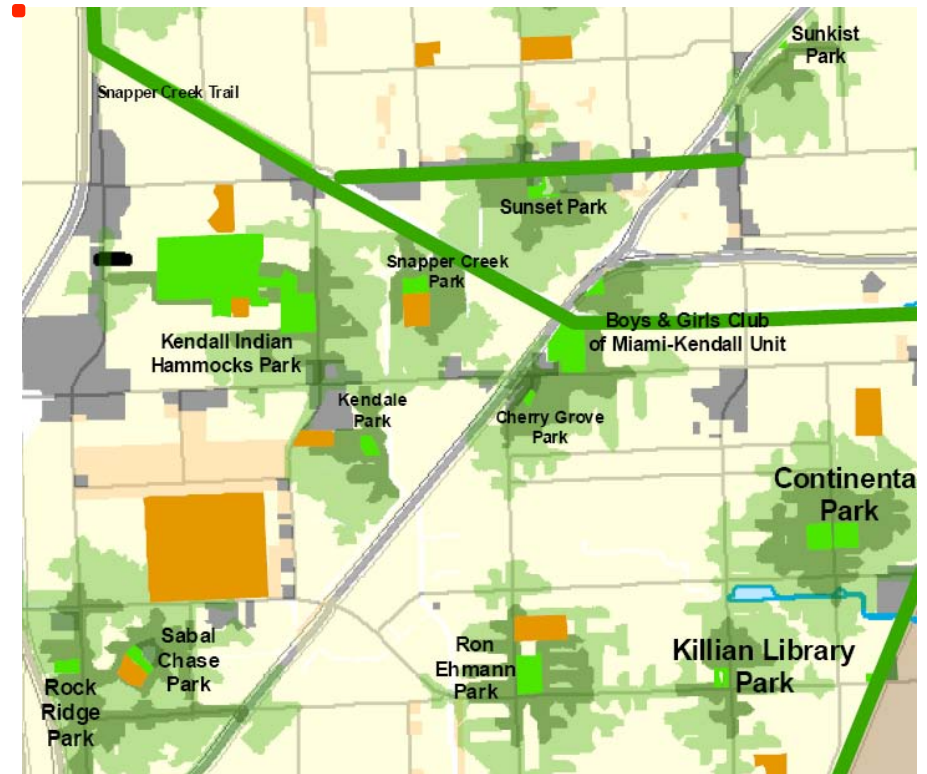 Sunkist
Park
Snapper Creek Trail
Sunset Park
Snapper Creek
Park
Boys & Girls Club
of Miami-Kendall Unit
Kendall Indian
Hammocks Park
Kendale
Park
Cherry Grove
Park
Continenta
Park
Sabal
Chase
Park
Ron
Ehmann
Park
Killian Library
Park
Rock
Ridge
Park